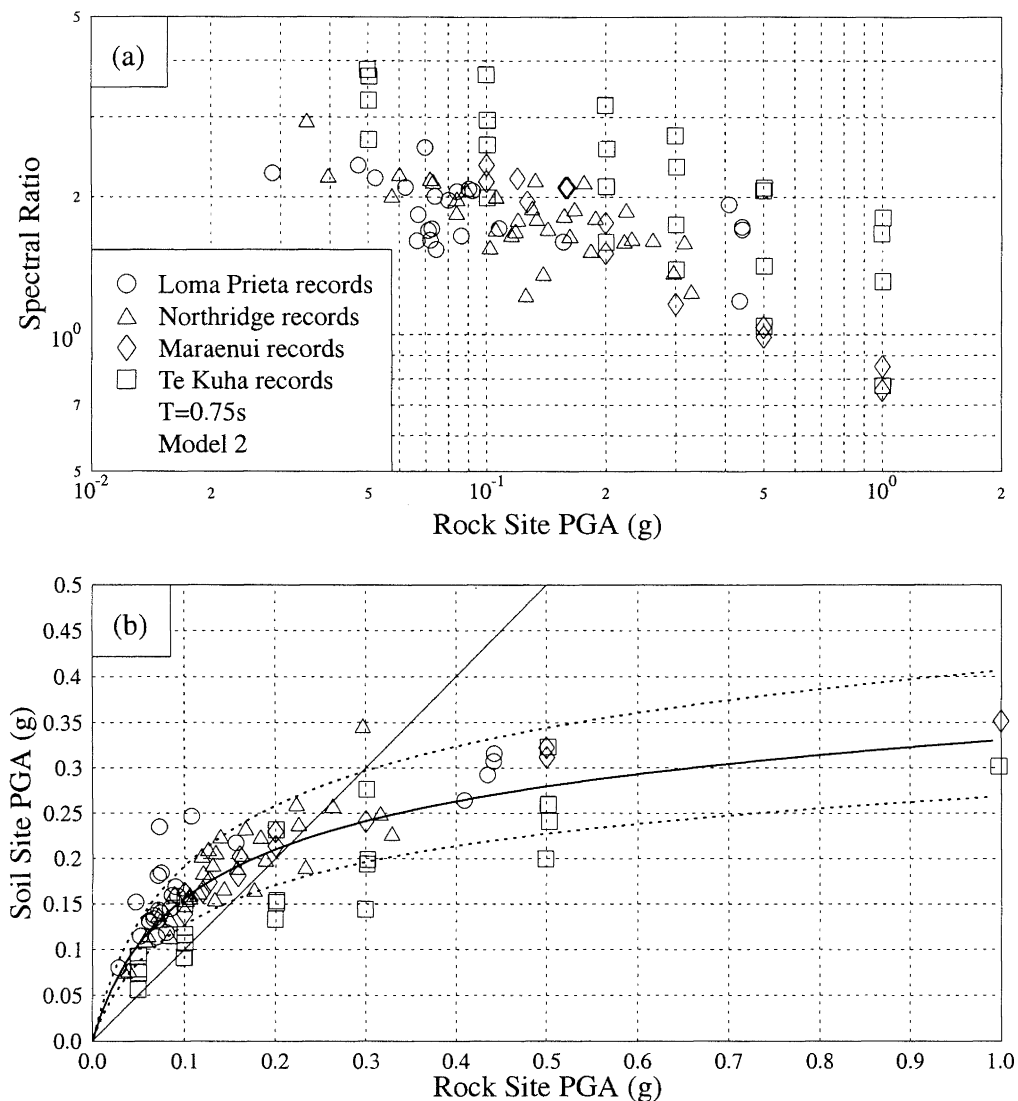 (a)
Spectral Ratio
5
2
10^0
7
5
Loma Prieta records
Northridge records
Maraenui records
Te Kuha records
T=0.75s
Model 2
10^-2 2 5 10^-1 2 5 10^0 2
Rock Site PGA (g)
(b)
Soil Site PGA (g)
0.5
0.45
0.4
0.35
0.3
0.25
0.2
0.15
0.1
0.05
0.0
0.0 0.1 0.2 0.3 0.4 0.5 0.6 0.7 0.8 0.9 1.0
Rock Site PGA (g)